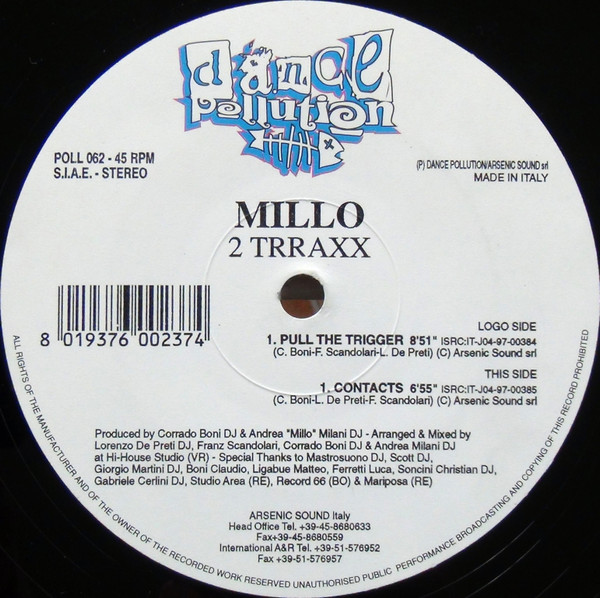 dance
pollution
POLL 062 - 45 RPM
S.I.A.E. - STEREO
(P) DANCE POLLUTION/ARSENIC SOUND srl
MADE IN ITALY
MILLO
2 TRRAXX
8 019376 002374
LOGO SIDE
1. PULL THE TRIGGER 8'51" ISRC:IT-J04-97-00384
(C. Boni-F. Scandolari-L. De Preti) (C) Arsenic Sound srl
THIS SIDE
1. CONTACTS 6'55" ISRC:IT-J04-97-00385
(C. Boni-L. De Preti-F. Scandolari) (C) Arsenic Sound srl
Produced by Corrado Boni DJ & Andrea "Millo" Milani DJ - Arranged & Mixed by
Lorenzo De Preti DJ, Franz Scandolari, Corrado Boni DJ & Andrea Milani DJ
at Hi-House Studio (VR) - Special Thanks to Mastrosuono DJ, Scott DJ,
Giorgio Martini DJ, Boni Claudio, Ligabue Matteo, Ferretti Luca, Soncini Christian DJ,
Gabriele Cerlini DJ, Studio Area (RE), Record 66 (BO) & Mariposa (RE)
ARSENIC SOUND Italy
Head Office Tel. +39-45-8680633
Fax+39-45-8680559
International A&R Tel. +39-51-576952
Fax +39-51-576957
ALL RIGHTS OF THE MANUFACTURER AND OF THE OWNER OF THE RECORDED WORK RESERVED UNAUTHORISED PUBLIC PERFORMANCE BROADCASTING AND COPYING OF THIS RECORD PROHIBITED